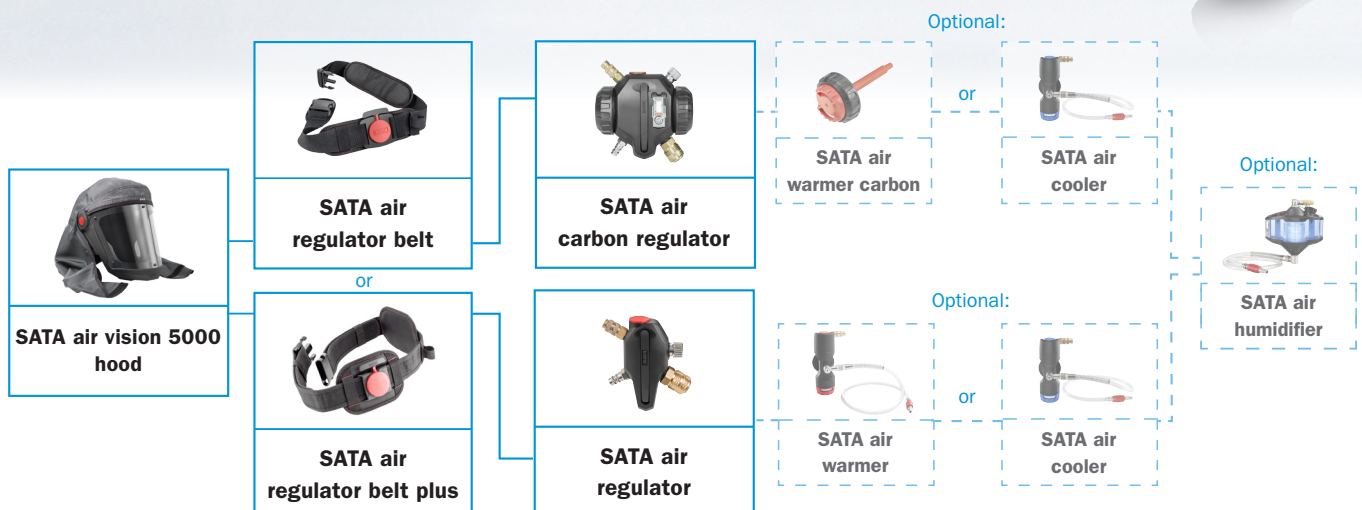 Optional:
SATA air
regulator belt
SATA air
carbon regulator
SATA air
warmer carbon
or
SATA air
cooler
Optional:
SATA air
humidifier
SATA air vision 5000
hood
or
SATA air
regulator belt plus
SATA air
regulator
Optional:
SATA air
warmer
or
SATA air
cooler